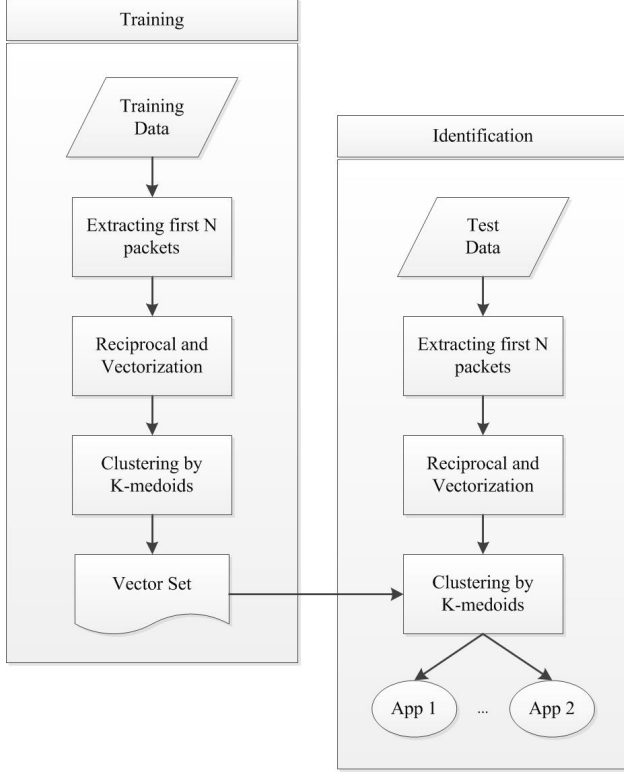 Training
Training
Data
Extracting first N
packets
Reciprocal and
Vectorization
Clustering by
K-medoids
Vector Set
Identification
Test
Data
Extracting first N
packets
Reciprocal and
Vectorization
Clustering by
K-medoids
App 1 ... App 2